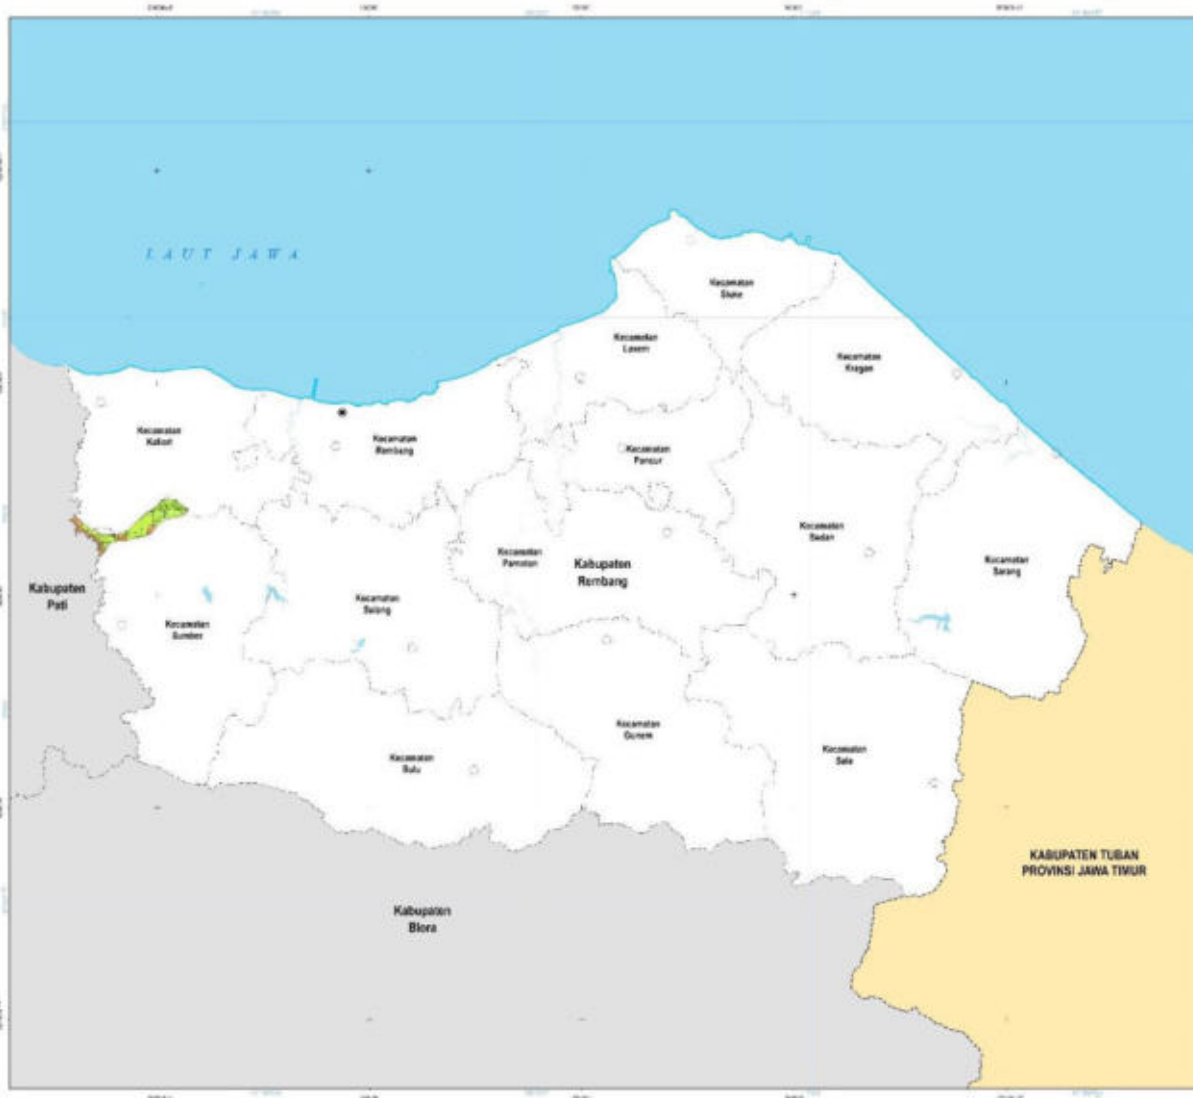 LAUT JAWA
Kecamatan
Sluke
Kecamatan
Lasem
Kecamatan
Kragan
Kecamatan
Kaliori
Kecamatan
Rembang
Kecamatan
Pancur
Kecamatan
Sedan
Kecamatan
Pamotan
Kabupaten
Rembang
Kecamatan
Sarang
Kabupaten
Pati
Kecamatan
Sulang
Kecamatan
Sumber
Kecamatan
Gunem
Kecamatan
Sale
Kecamatan
Bulu
KABUPATEN TUBAN
PROVINSI JAWA TIMUR
Kabupaten
Blora